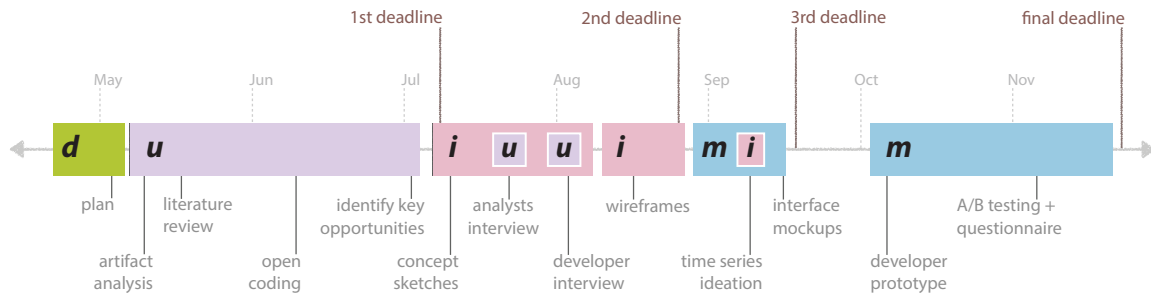 1st deadline
2nd deadline
3rd deadline
final deadline
May
Jun
Jul
Aug
Sep
Oct
Nov
d
u
i
u
u
i
m
i
m
plan
literature
review
identify key
opportunities
analysts
interview
wireframes
interface
mockups
A/B testing +
questionnaire
artifact
analysis
open
coding
concept
sketches
developer
interview
time series
ideation
developer
prototype